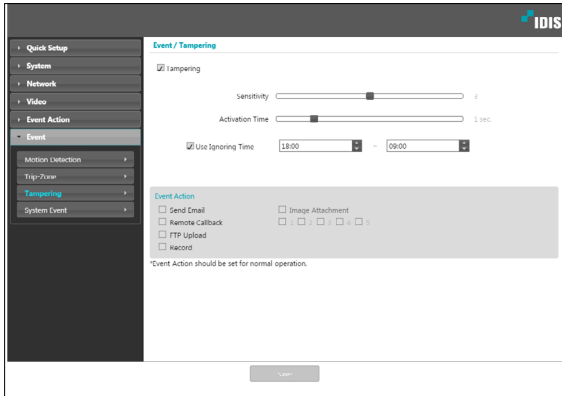 IDIS
Quick Setup
System
Network
Video
Event Action
Event
Motion Detection
Trip-Zone
Tampering
System Event
Event / Tampering
Tampering
Sensitivity
Activation Time 1 sec.
Use Ignoring Time 18:00 ~ 09:00
Event Action
Send Email Image Attachment
Remote Callback 1 2 3 4 5
FTP Upload
Record
*Event Action should be set for normal operation.